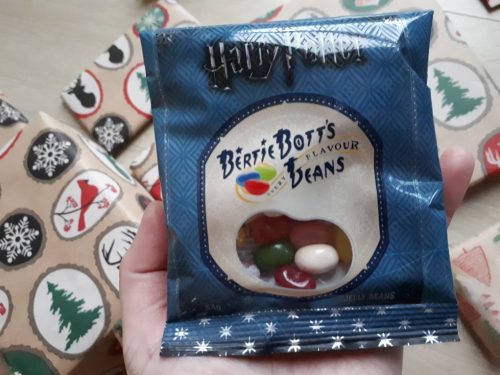 Harry Potter
BERTIE BOTT'S
EVERY FLAVOUR
BEANS
JELLY BEANS